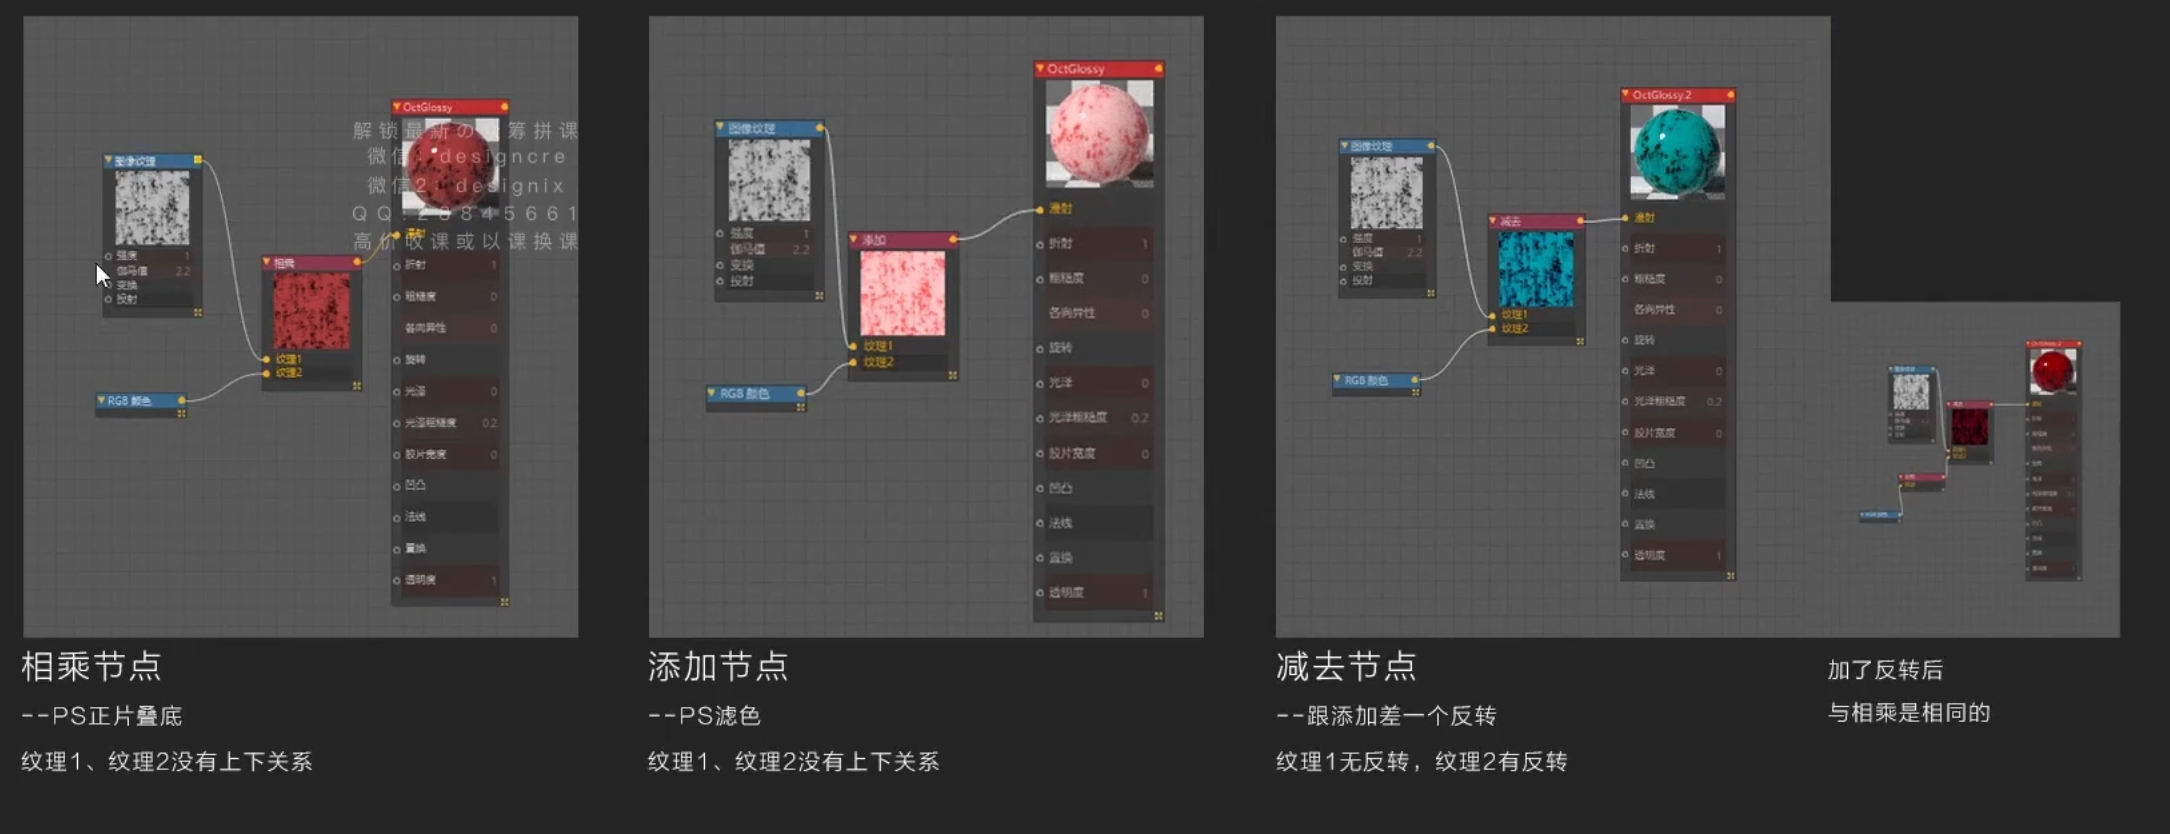 图像纹理
强度 1
伽马值 2.2
变换
投射
RGB 颜色
相乘
纹理1
纹理2
OctGlossy
漫射
折射 1
粗糙度 0
各向异性 0
旋转
光泽 0
光泽粗糙度 0.2
胶片宽度 0
凹凸
法线
置换
透明度 1
解锁最新の 筹拼课
微信 designcre
微信2: designix
QQ:28845661
高价收课或以课换课
相乘节点
--PS正片叠底
纹理1、纹理2没有上下关系
图像纹理
强度 1
伽马值 2.2
变换
投射
RGB 颜色
添加
纹理1
纹理2
OctGlossy
漫射
折射 1
粗糙度 0
各向异性 0
旋转
光泽 0
光泽粗糙度 0.2
胶片宽度 0
凹凸
法线
置换
透明度 1
添加节点
--PS滤色
纹理1、纹理2没有上下关系
图像纹理
强度 1
伽马值 2.2
变换
投射
RGB 颜色
减去
纹理1
纹理2
OctGlossy.2
漫射
折射 1
粗糙度 0
各向异性 0
旋转
光泽 0
光泽粗糙度 0.2
胶片宽度 0
凹凸
法线
置换
透明度 1
减去节点
--跟添加差一个反转
纹理1无反转，纹理2有反转
加了反转后
与相乘是相同的